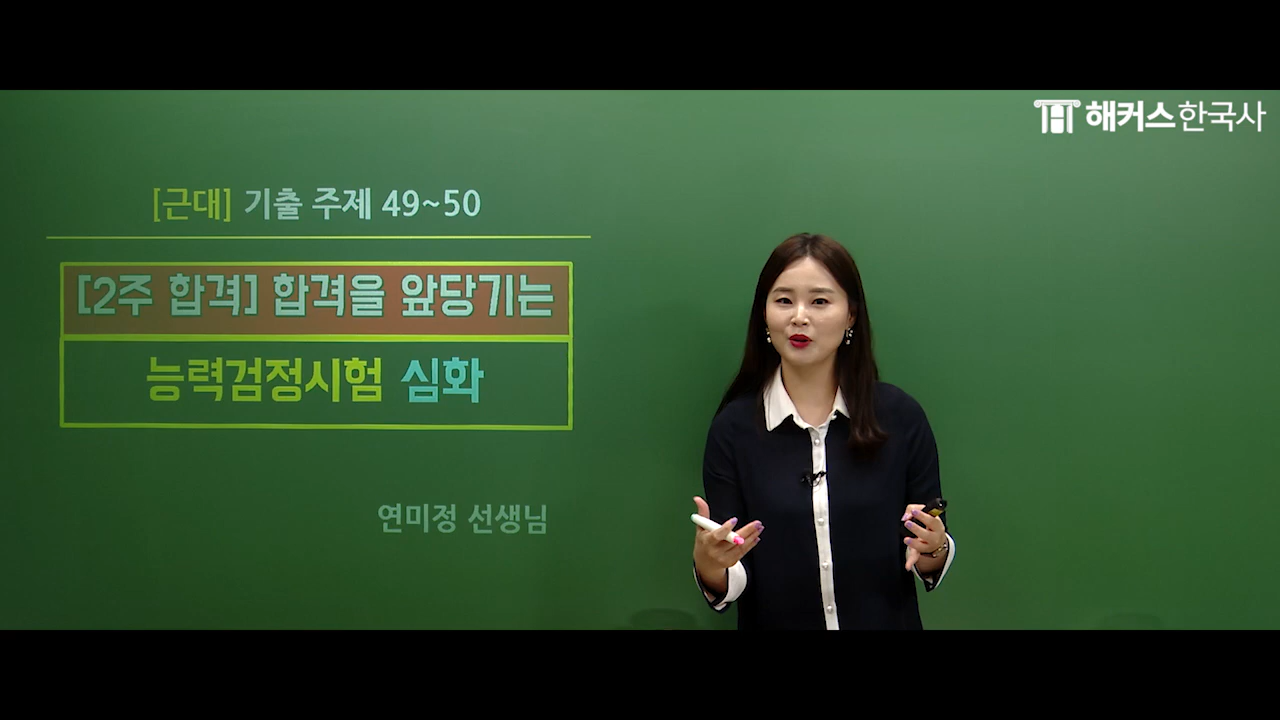 해커스한국사
[근대] 기출 주제 49~50
[2주 합격] 합격을 앞당기는
능력검정시험 심화
연미정 선생님